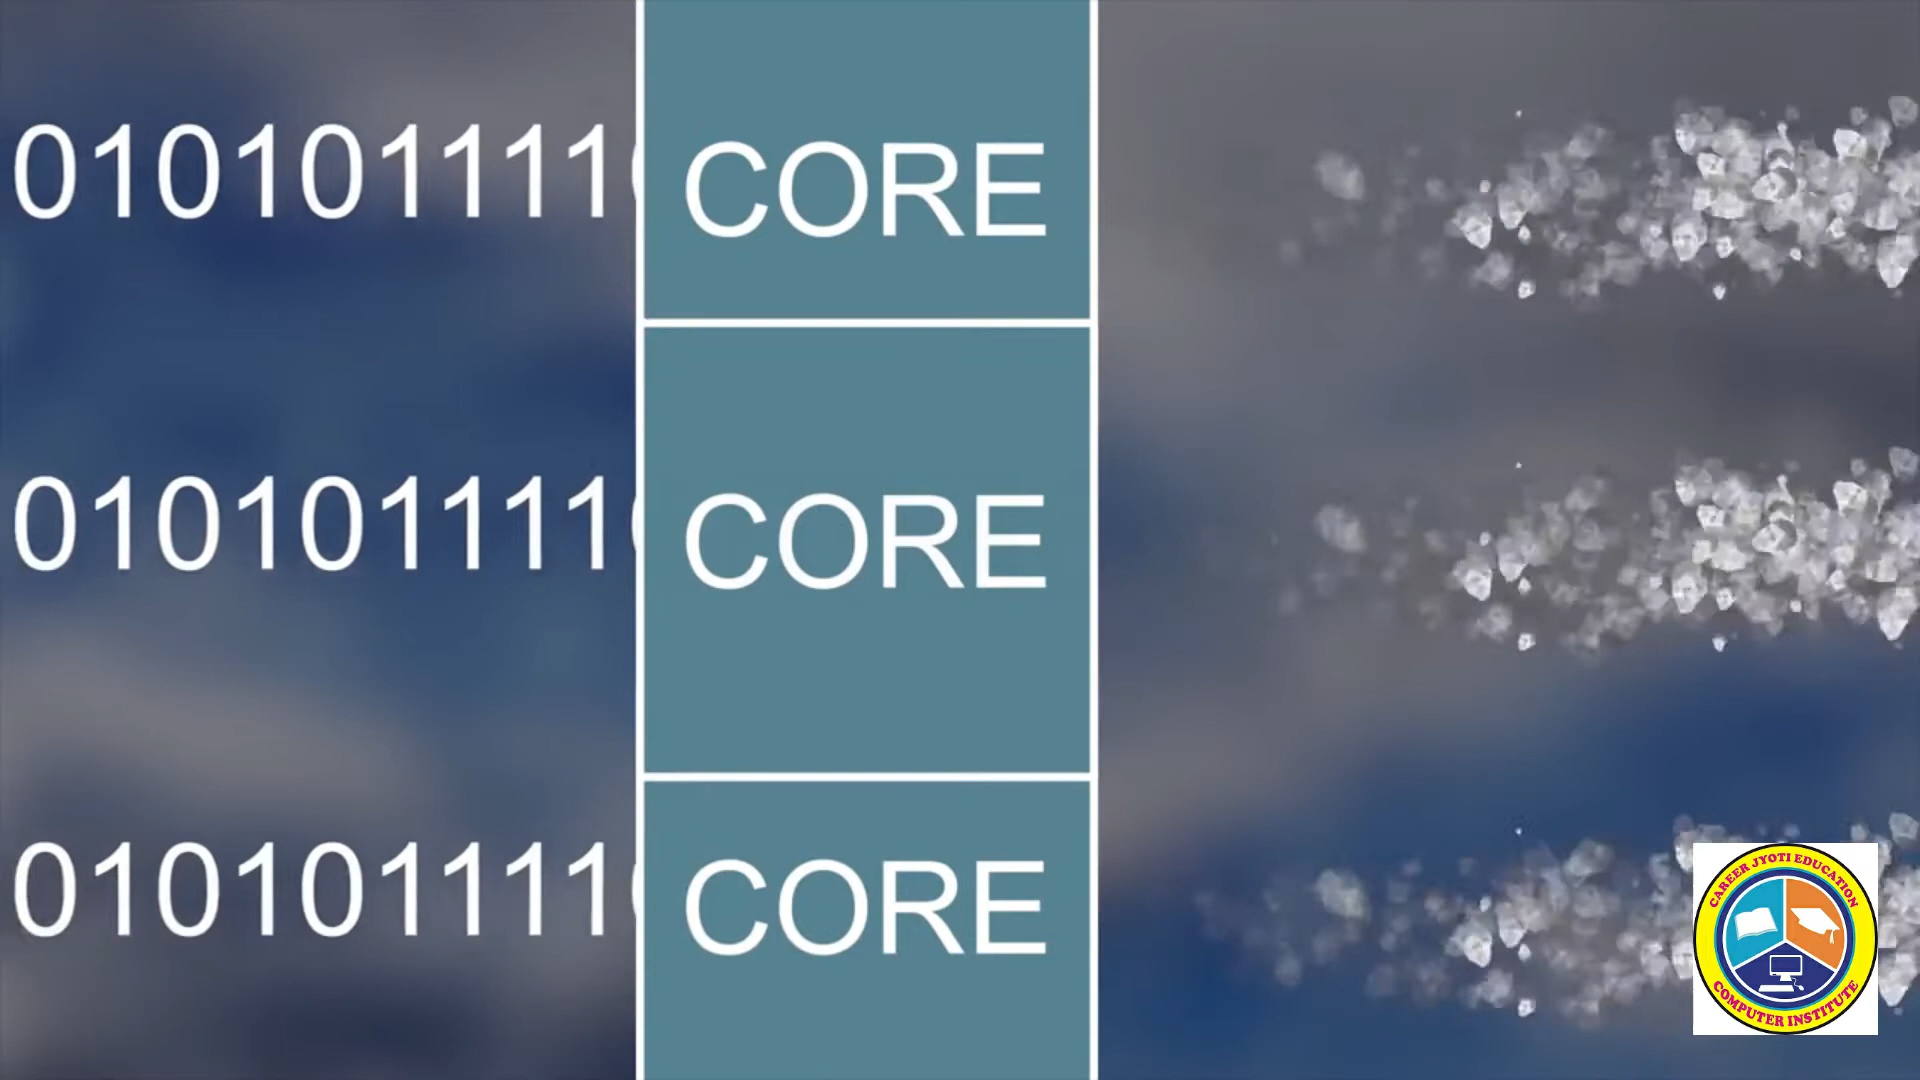 010101111 CORE
010101111 CORE
010101111 CORE
CAREER JYOTI EDUCATION
COMPUTER INSTITUTE